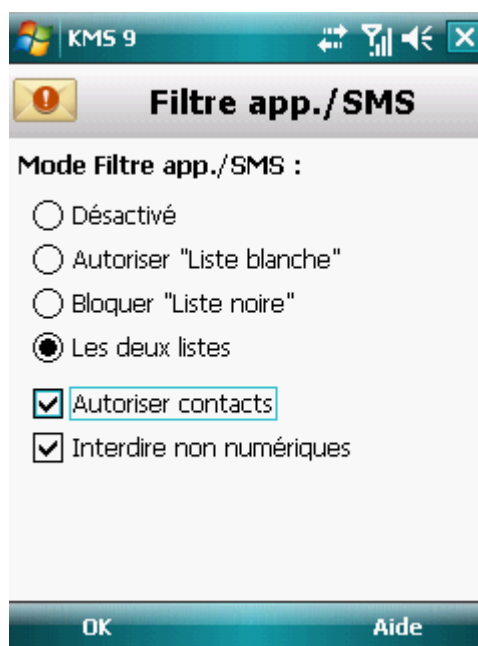 KMS 9
Filtre app./SMS
Mode Filtre app./SMS :
Désactivé
Autoriser "Liste blanche"
Bloquer "Liste noire"
Les deux listes
Autoriser contacts
Interdire non numériques
OK Aide